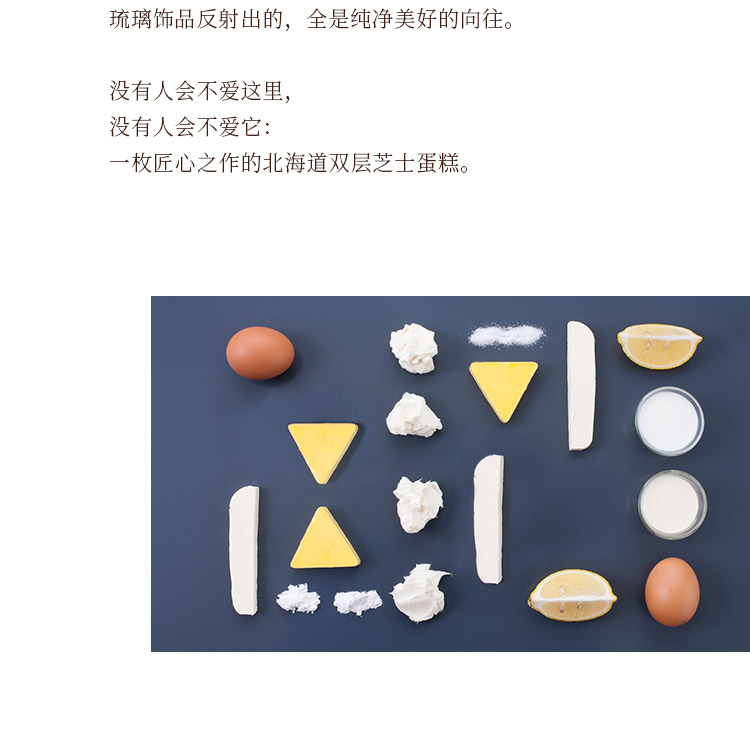 琉璃饰品反射出的，全是纯净美好的向往。
没有人会不爱这里，
没有人会不爱它：
一枚匠心之作的北海道双层芝士蛋糕。